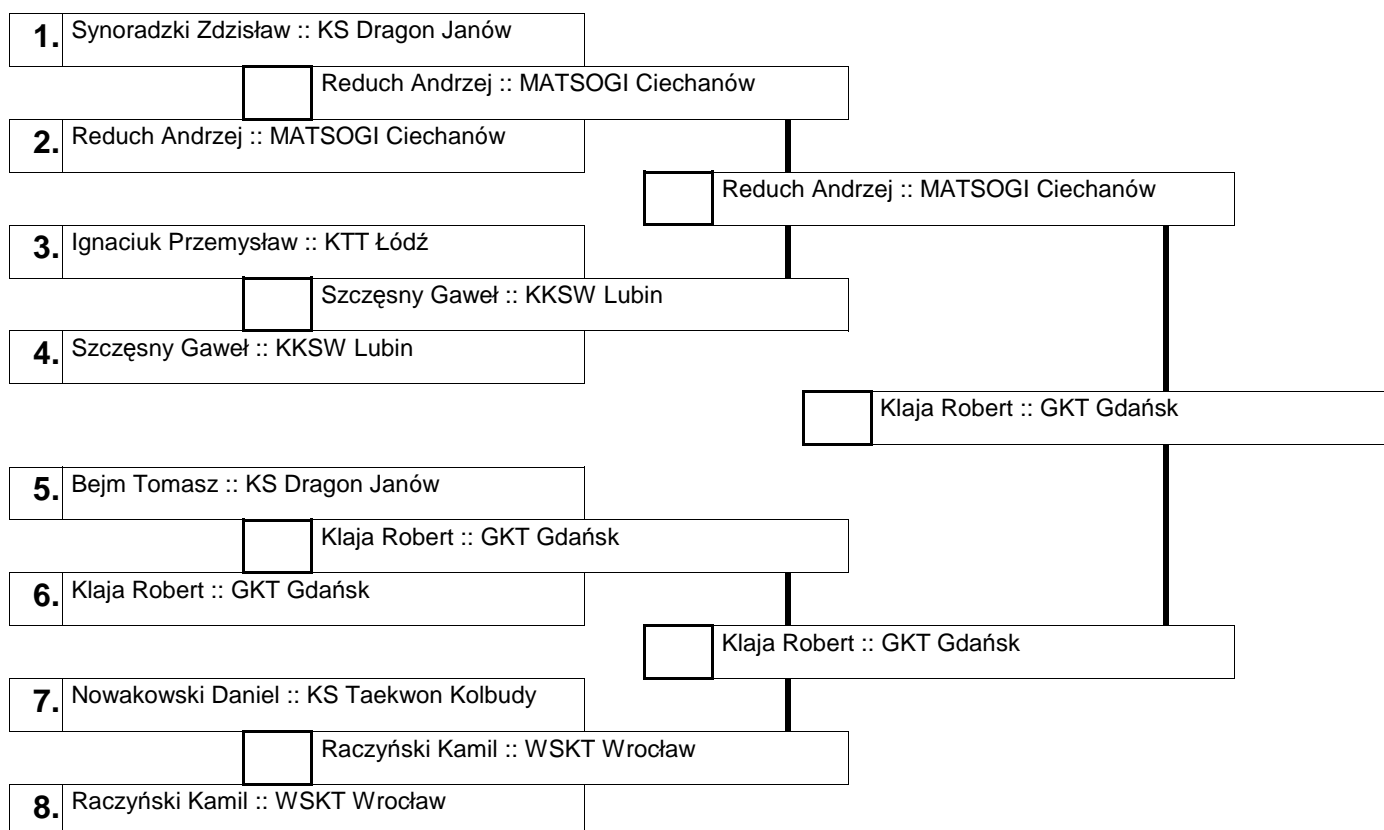 1. Synoradzki Zdzisław :: KS Dragon Janów
Reduch Andrzej :: MATSOGI Ciechanów
2. Reduch Andrzej :: MATSOGI Ciechanów
Reduch Andrzej :: MATSOGI Ciechanów
3. Ignaciuk Przemysław :: KTT Łódź
Szczęsny Gaweł :: KKSW Lubin
4. Szczęsny Gaweł :: KKSW Lubin
Klaja Robert :: GKT Gdańsk
5. Bejm Tomasz :: KS Dragon Janów
Klaja Robert :: GKT Gdańsk
6. Klaja Robert :: GKT Gdańsk
Klaja Robert :: GKT Gdańsk
7. Nowakowski Daniel :: KS Taekwon Kolbudy
Raczyński Kamil :: WSKT Wrocław
8. Raczyński Kamil :: WSKT Wrocław